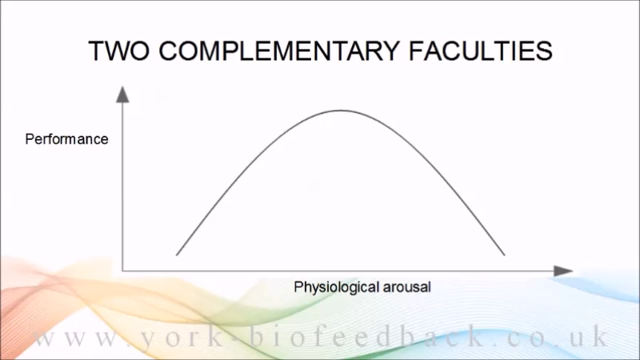 TWO COMPLEMENTARY FACULTIES
Performance
Physiological arousal
www.york-biofeedback.co.uk